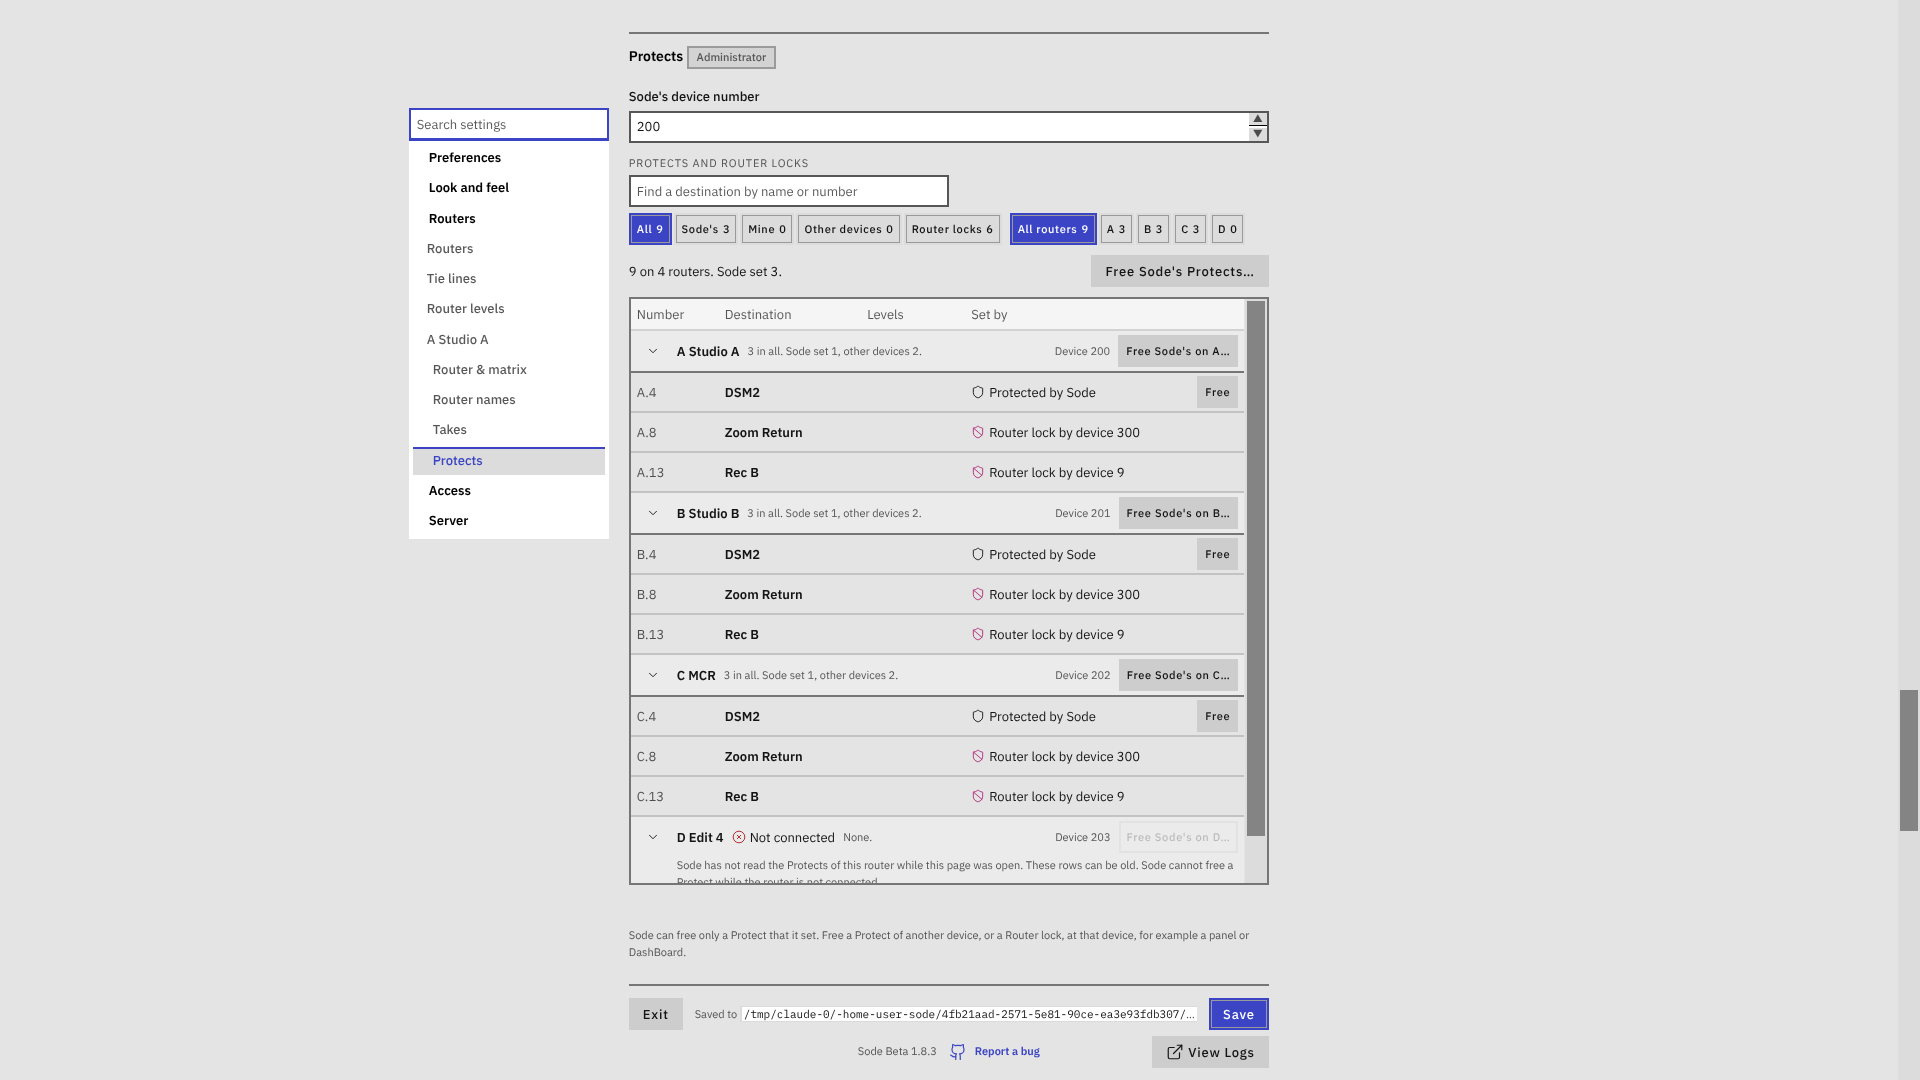 Protects Administrator
Sode's device number
200
Search settings
Preferences
Look and feel
Routers
Routers
Tie lines
Router levels
A Studio A
Router & matrix
Router names
Takes
Protects
Access
Server
PROTECTS AND ROUTER LOCKS
Find a destination by name or number
All 9 Sode's 3 Mine 0 Other devices 0 Router locks 6 All routers 9 A 3 B 3 C 3 D 0
9 on 4 routers. Sode set 3. Free Sode's Protects...
Number Destination Levels Set by
A Studio A 3 in all. Sode set 1, other devices 2. Device 200 Free Sode's on A...
A.4 DSM2 Protected by Sode Free
A.8 Zoom Return Router lock by device 300
A.13 Rec B Router lock by device 9
B Studio B 3 in all. Sode set 1, other devices 2. Device 201 Free Sode's on B...
B.4 DSM2 Protected by Sode Free
B.8 Zoom Return Router lock by device 300
B.13 Rec B Router lock by device 9
C MCR 3 in all. Sode set 1, other devices 2. Device 202 Free Sode's on C...
C.4 DSM2 Protected by Sode Free
C.8 Zoom Return Router lock by device 300
C.13 Rec B Router lock by device 9
D Edit 4 Not connected None. Device 203 Free Sode's on D...
Sode has not read the Protects of this router while this page was open. These rows can be old. Sode cannot free a
Protect while the router is not connected.
Sode can free only a Protect that it set. Free a Protect of another device, or a Router lock, at that device, for example a panel or
DashBoard.
Exit Saved to /tmp/claude-0/-home-user-sode/4fb21aad-2571-5e81-90ce-ea3e93fdb307/... Save
Sode Beta 1.8.3 Report a bug View Logs